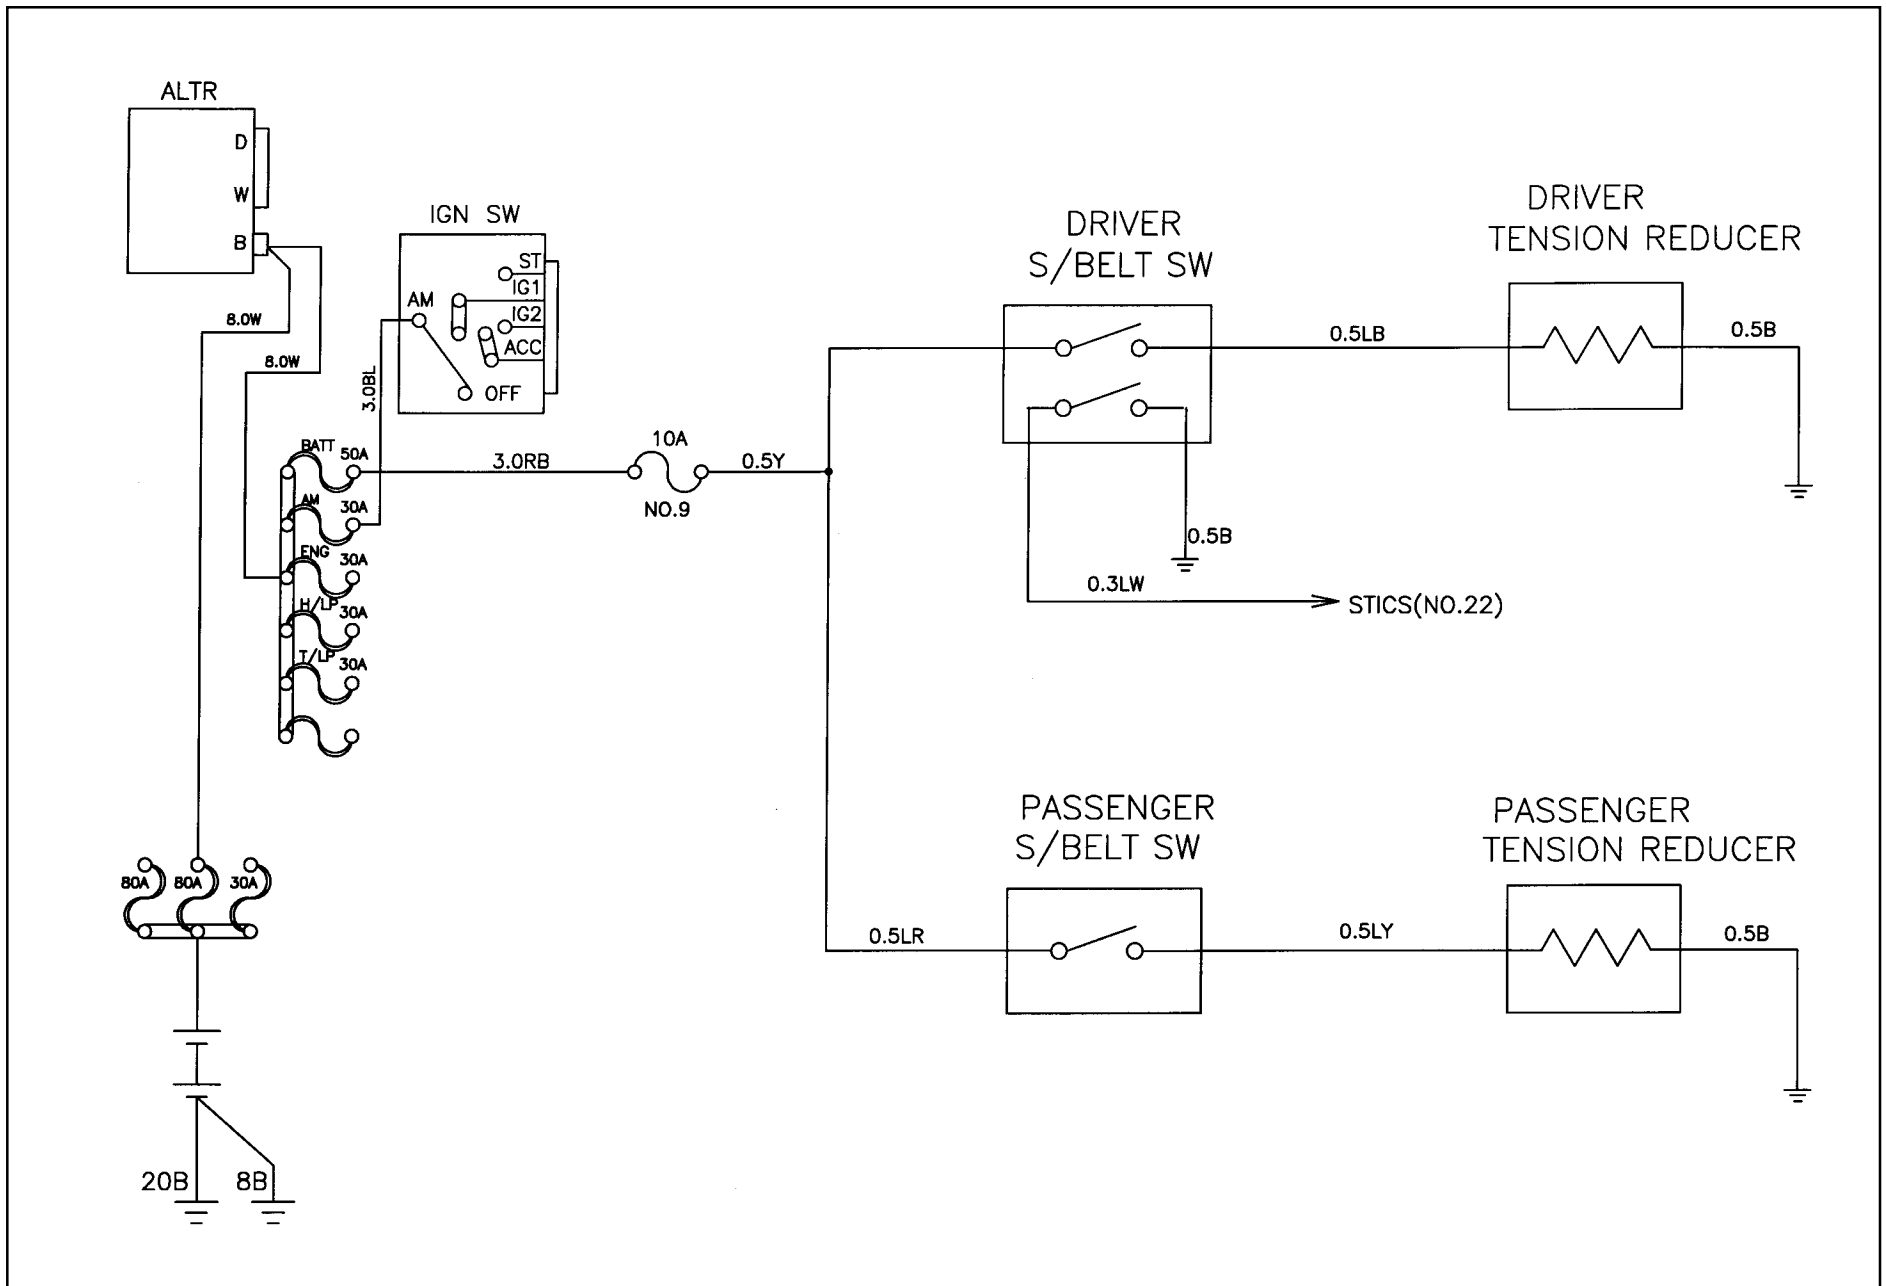 ALTR
D
W
B
8.0W
8.0W
IGN SW
ST
IG1
AM
IG2
ACC
OFF
3.0BL
BATT 50A
AM 30A
ENG 30A
H/LP 30A
T/LP 30A
3.0RB
10A
NO.9
0.5Y
DRIVER
S/BELT SW
0.5LB
DRIVER
TENSION REDUCER
0.5B
0.5B
0.3LW
STICS(NO.22)
80A 80A 30A
PASSENGER
S/BELT SW
0.5LR
0.5LY
PASSENGER
TENSION REDUCER
0.5B
20B 8B